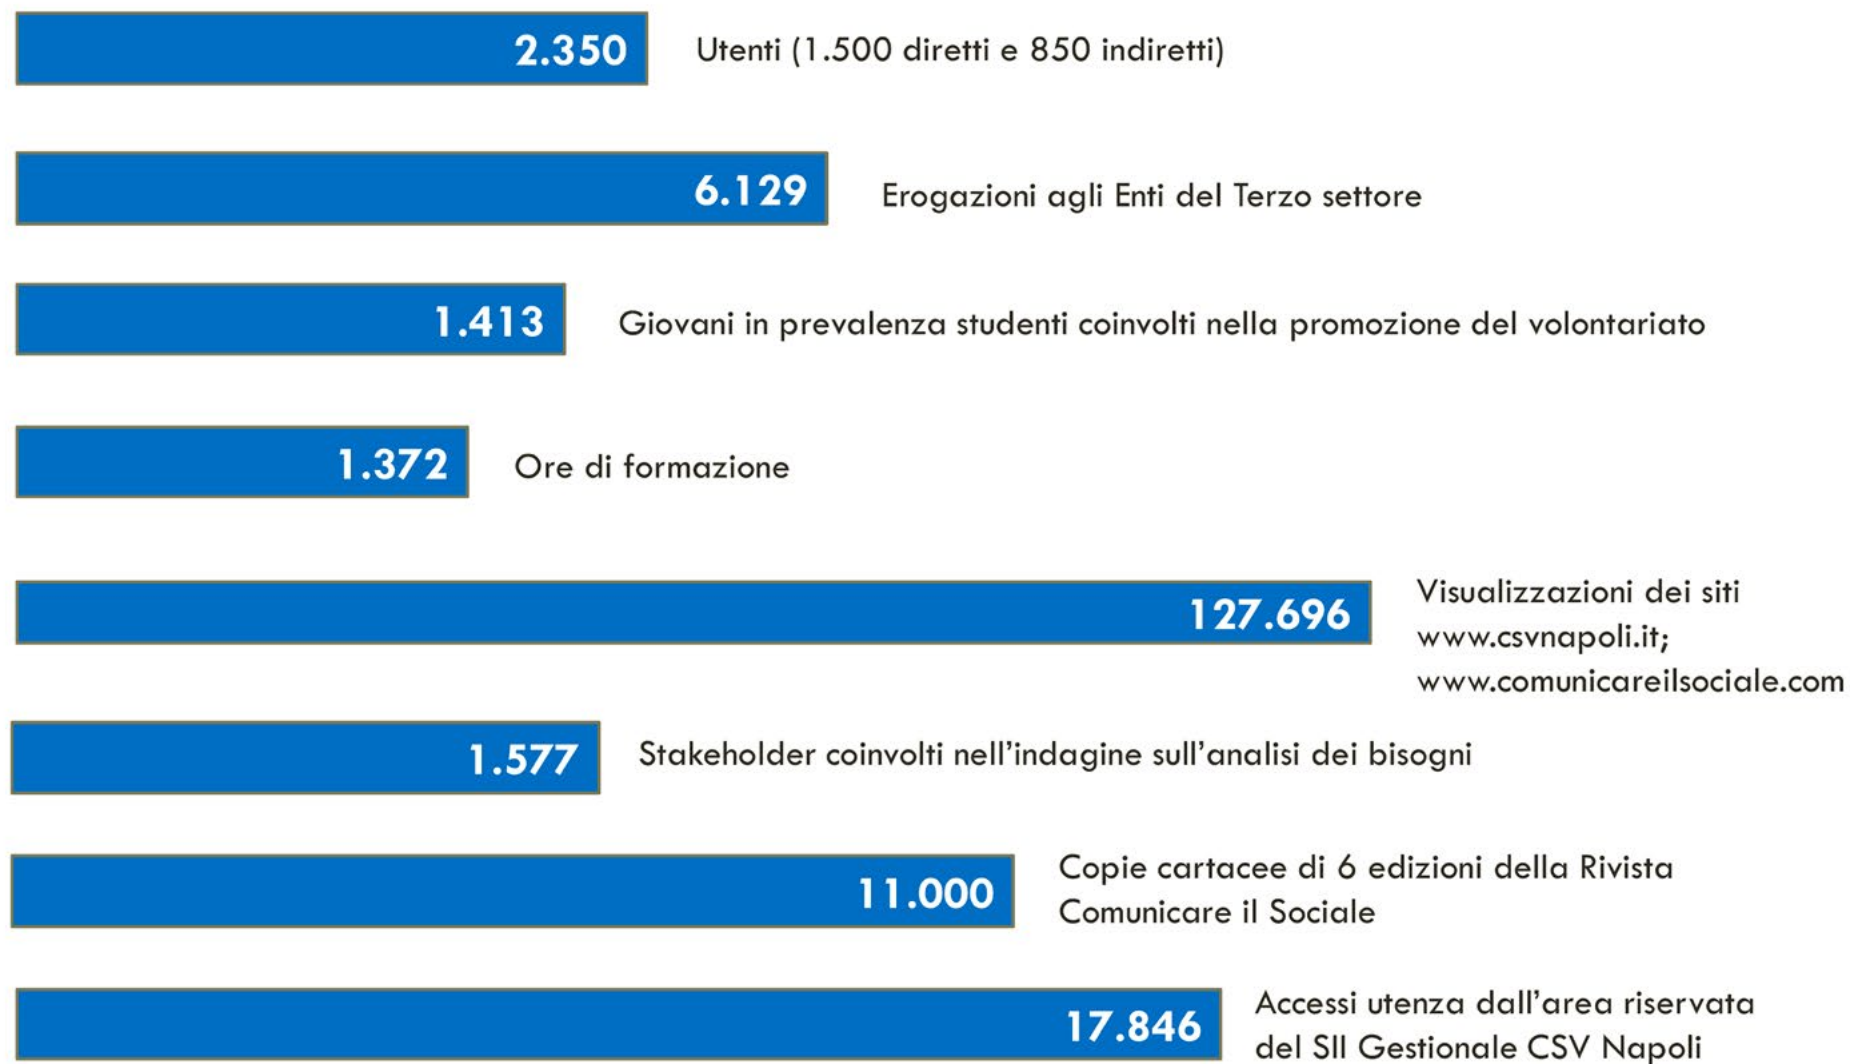 2.350 Utenti (1.500 diretti e 850 indiretti)
6.129 Erogazioni agli Enti del Terzo settore
1.413 Giovani in prevalenza studenti coinvolti nella promozione del volontariato
1.372 Ore di formazione
127.696 Visualizzazioni dei siti
www.csvnapoli.it;
www.comunicareilsociale.com
1.577 Stakeholder coinvolti nell’indagine sull’analisi dei bisogni
11.000 Copie cartacee di 6 edizioni della Rivista
Comunicare il Sociale
17.846 Accessi utenza dall’area riservata
del SII Gestionale CSV Napoli